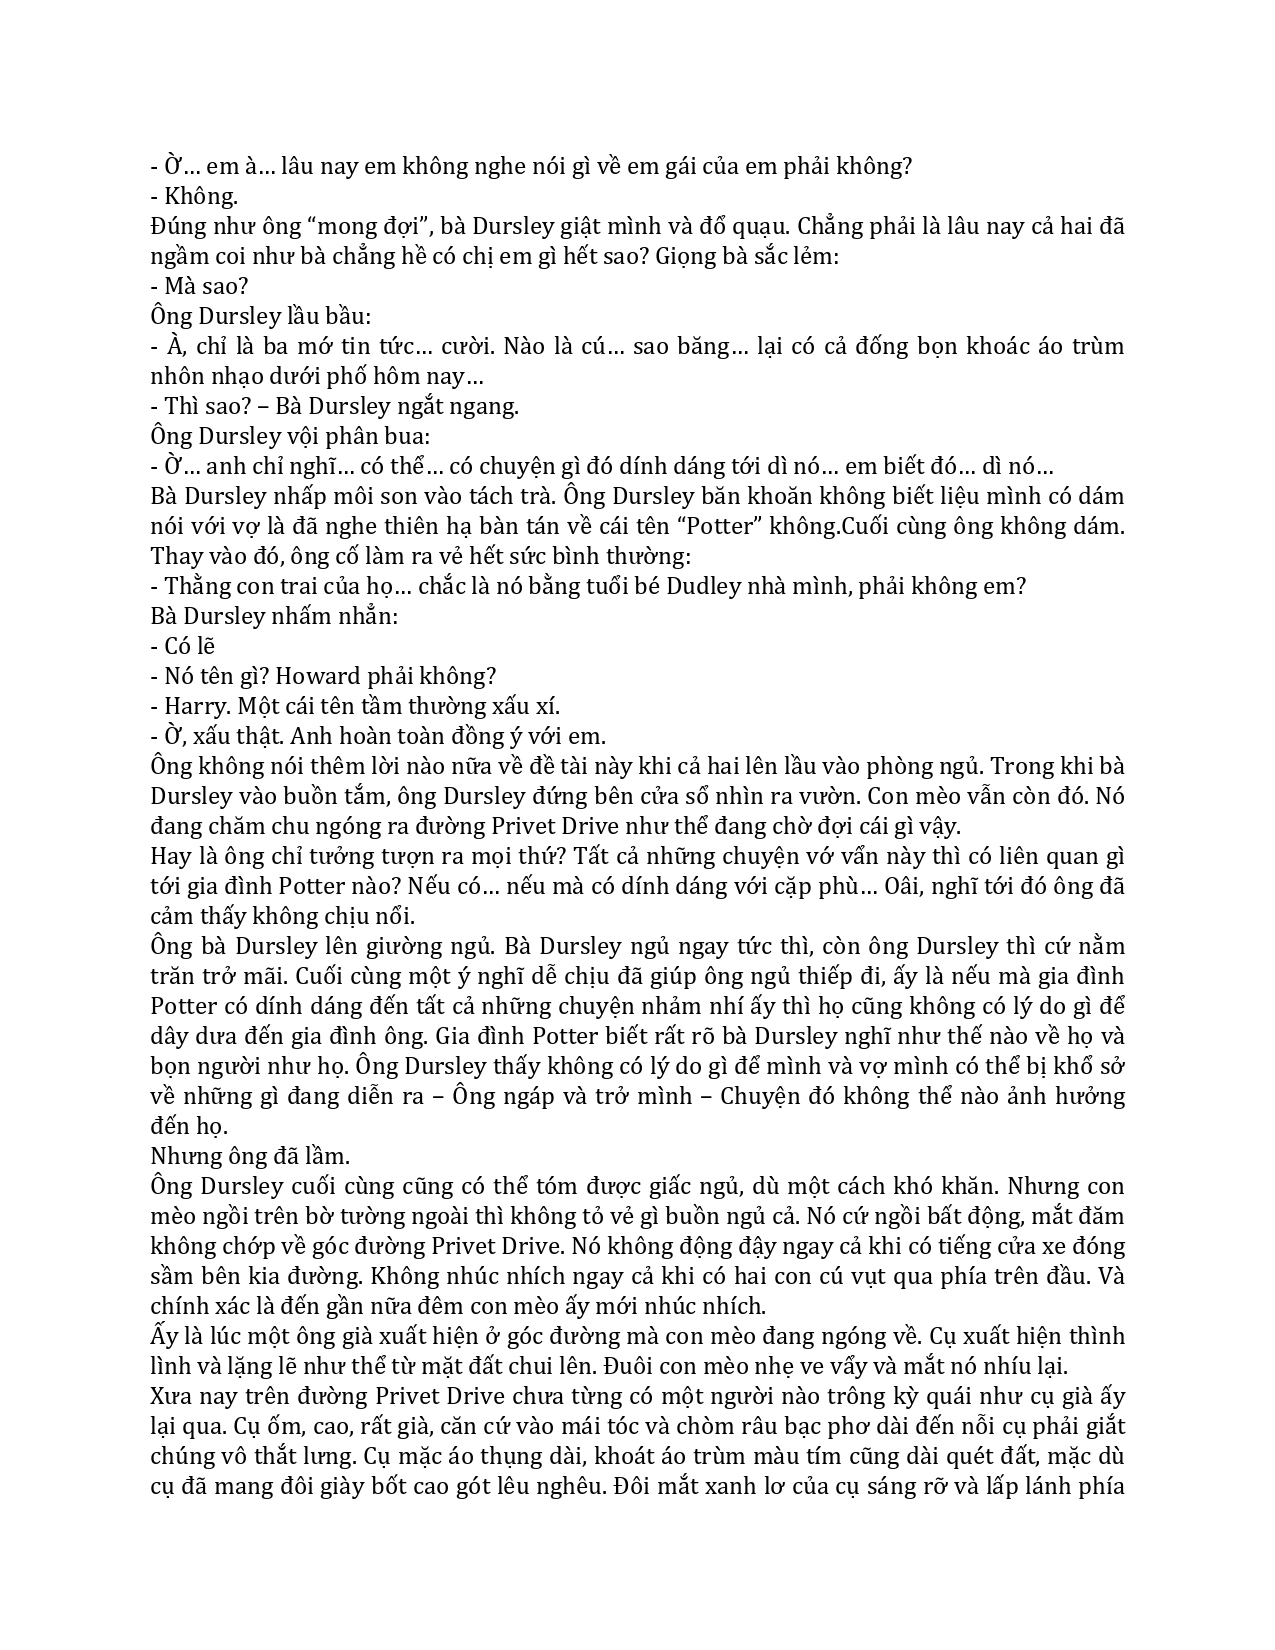 - Ờ… em à… lâu nay em không nghe nói gì về em gái của em phải không?
- Không.
Đúng như ông “mong đợi”, bà Dursley giật mình và đổ quạu. Chẳng phải là lâu nay cả hai đã
ngầm coi như bà chẳng hề có chị em gì hết sao? Giọng bà sắc lẻm:
- Mà sao?
Ông Dursley lầu bầu:
- À, chỉ là ba mớ tin tức… cười. Nào là cú… sao băng… lại có cả đống bọn khoác áo trùm
nhôn nhạo dưới phố hôm nay…
- Thì sao? – Bà Dursley ngắt ngang.
Ông Dursley vội phân bua:
- Ờ… anh chỉ nghĩ… có thể… có chuyện gì đó dính dáng tới dì nó… em biết đó… dì nó…
Bà Dursley nhấp môi son vào tách trà. Ông Dursley băn khoăn không biết liệu mình có dám
nói với vợ là đã nghe thiên hạ bàn tán về cái tên “Potter” không.Cuối cùng ông không dám.
Thay vào đó, ông cố làm ra vẻ hết sức bình thường:
- Thằng con trai của họ… chắc là nó bằng tuổi bé Dudley nhà mình, phải không em?
Bà Dursley nhấm nhẳn:
- Có lẽ
- Nó tên gì? Howard phải không?
- Harry. Một cái tên tầm thường xấu xí.
- Ờ, xấu thật. Anh hoàn toàn đồng ý với em.
Ông không nói thêm lời nào nữa về đề tài này khi cả hai lên lầu vào phòng ngủ. Trong khi bà
Dursley vào buồn tắm, ông Dursley đứng bên cửa sổ nhìn ra vườn. Con mèo vẫn còn đó. Nó
đang chăm chu ngóng ra đường Privet Drive như thể đang chờ đợi cái gì vậy.
Hay là ông chỉ tưởng tượn ra mọi thứ? Tất cả những chuyện vớ vẩn này thì có liên quan gì
tới gia đình Potter nào? Nếu có… nếu mà có dính dáng với cặp phù… Oâi, nghĩ tới đó ông đã
cảm thấy không chịu nổi.
Ông bà Dursley lên giường ngủ. Bà Dursley ngủ ngay tức thì, còn ông Dursley thì cứ nằm
trăn trở mãi. Cuối cùng một ý nghĩ dễ chịu đã giúp ông ngủ thiếp đi, ấy là nếu mà gia đình
Potter có dính dáng đến tất cả những chuyện nhảm nhí ấy thì họ cũng không có lý do gì để
dây dưa đến gia đình ông. Gia đình Potter biết rất rõ bà Dursley nghĩ như thế nào về họ và
bọn người như họ. Ông Dursley thấy không có lý do gì để mình và vợ mình có thể bị khổ sở
về những gì đang diễn ra – Ông ngáp và trở mình – Chuyện đó không thể nào ảnh hưởng
đến họ.
Nhưng ông đã lầm.
Ông Dursley cuối cùng cũng có thể tóm được giấc ngủ, dù một cách khó khăn. Nhưng con
mèo ngồi trên bờ tường ngoài thì không tỏ vẻ gì buồn ngủ cả. Nó cứ ngồi bất động, mắt đăm
không chớp về góc đường Privet Drive. Nó không động đậy ngay cả khi có tiếng cửa xe đóng
sầm bên kia đường. Không nhúc nhích ngay cả khi có hai con cú vụt qua phía trên đầu. Và
chính xác là đến gần nữa đêm con mèo ấy mới nhúc nhích.
Ấy là lúc một ông già xuất hiện ở góc đường mà con mèo đang ngóng về. Cụ xuất hiện thình
lình và lặng lẽ như thể từ mặt đất chui lên. Đuôi con mèo nhẹ ve vẩy và mắt nó nhíu lại.
Xưa nay trên đường Privet Drive chưa từng có một người nào trông kỳ quái như cụ già ấy
lại qua. Cụ ốm, cao, rất già, căn cứ vào mái tóc và chòm râu bạc phơ dài đến nỗi cụ phải giắt
chúng vô thắt lưng. Cụ mặc áo thụng dài, khoát áo trùm màu tím cũng dài quét đất, mặc dù
cụ đã mang đôi giày bốt cao gót lêu nghêu. Đôi mắt xanh lơ của cụ sáng rỡ và lấp lánh phía